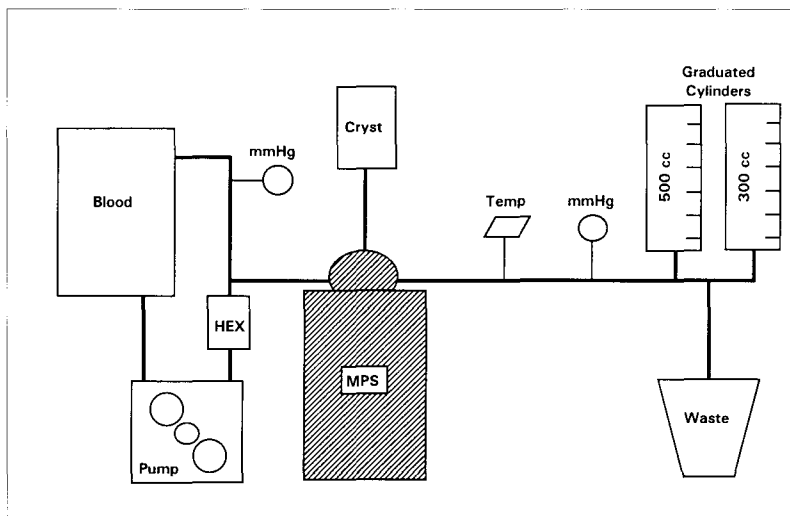 Graduated
Cylinders
Cryst
mmHg
500 cc
300 cc
Blood
Temp
mmHg
HEX
MPS
Waste
Pump